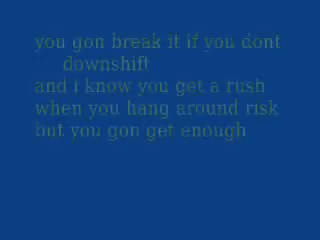 you gon break it if you dont
downshift
and i know you get a rush
when you hang around risk
but you gon get enough